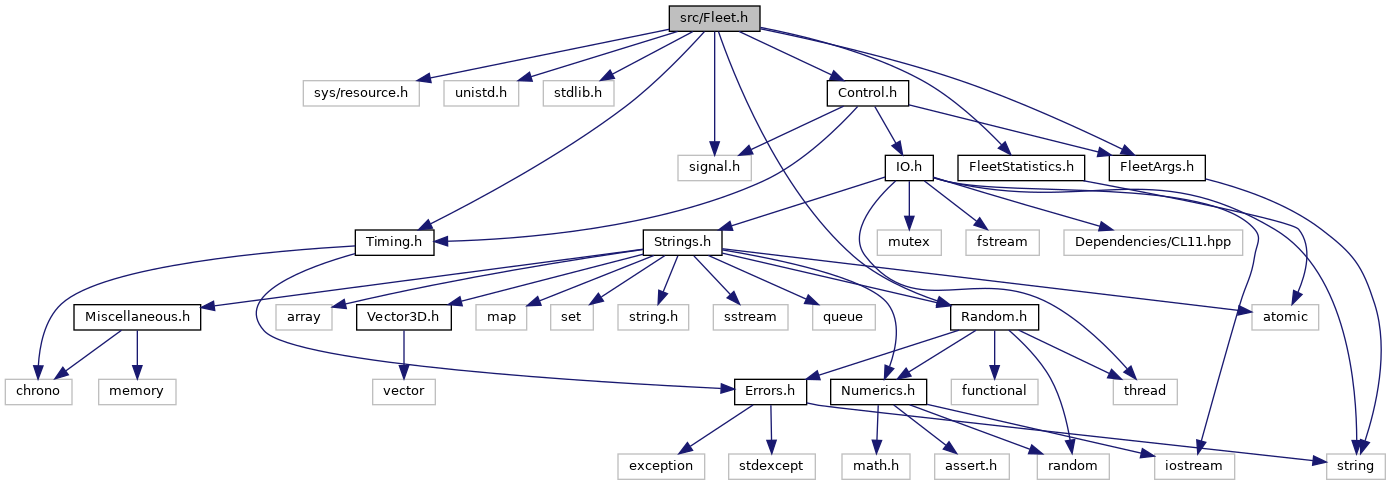 src/Fleet.h
sys/resource.h
unistd.h
stdlib.h
Control.h
signal.h
IO.h
FleetStatistics.h
FleetArgs.h
Timing.h
Strings.h
mutex
fstream
Dependencies/CL11.hpp
Miscellaneous.h
array
Vector3D.h
map
set
string.h
sstream
queue
Random.h
atomic
chrono
memory
vector
Errors.h
Numerics.h
functional
thread
exception
stdexcept
math.h
assert.h
random
iostream
string